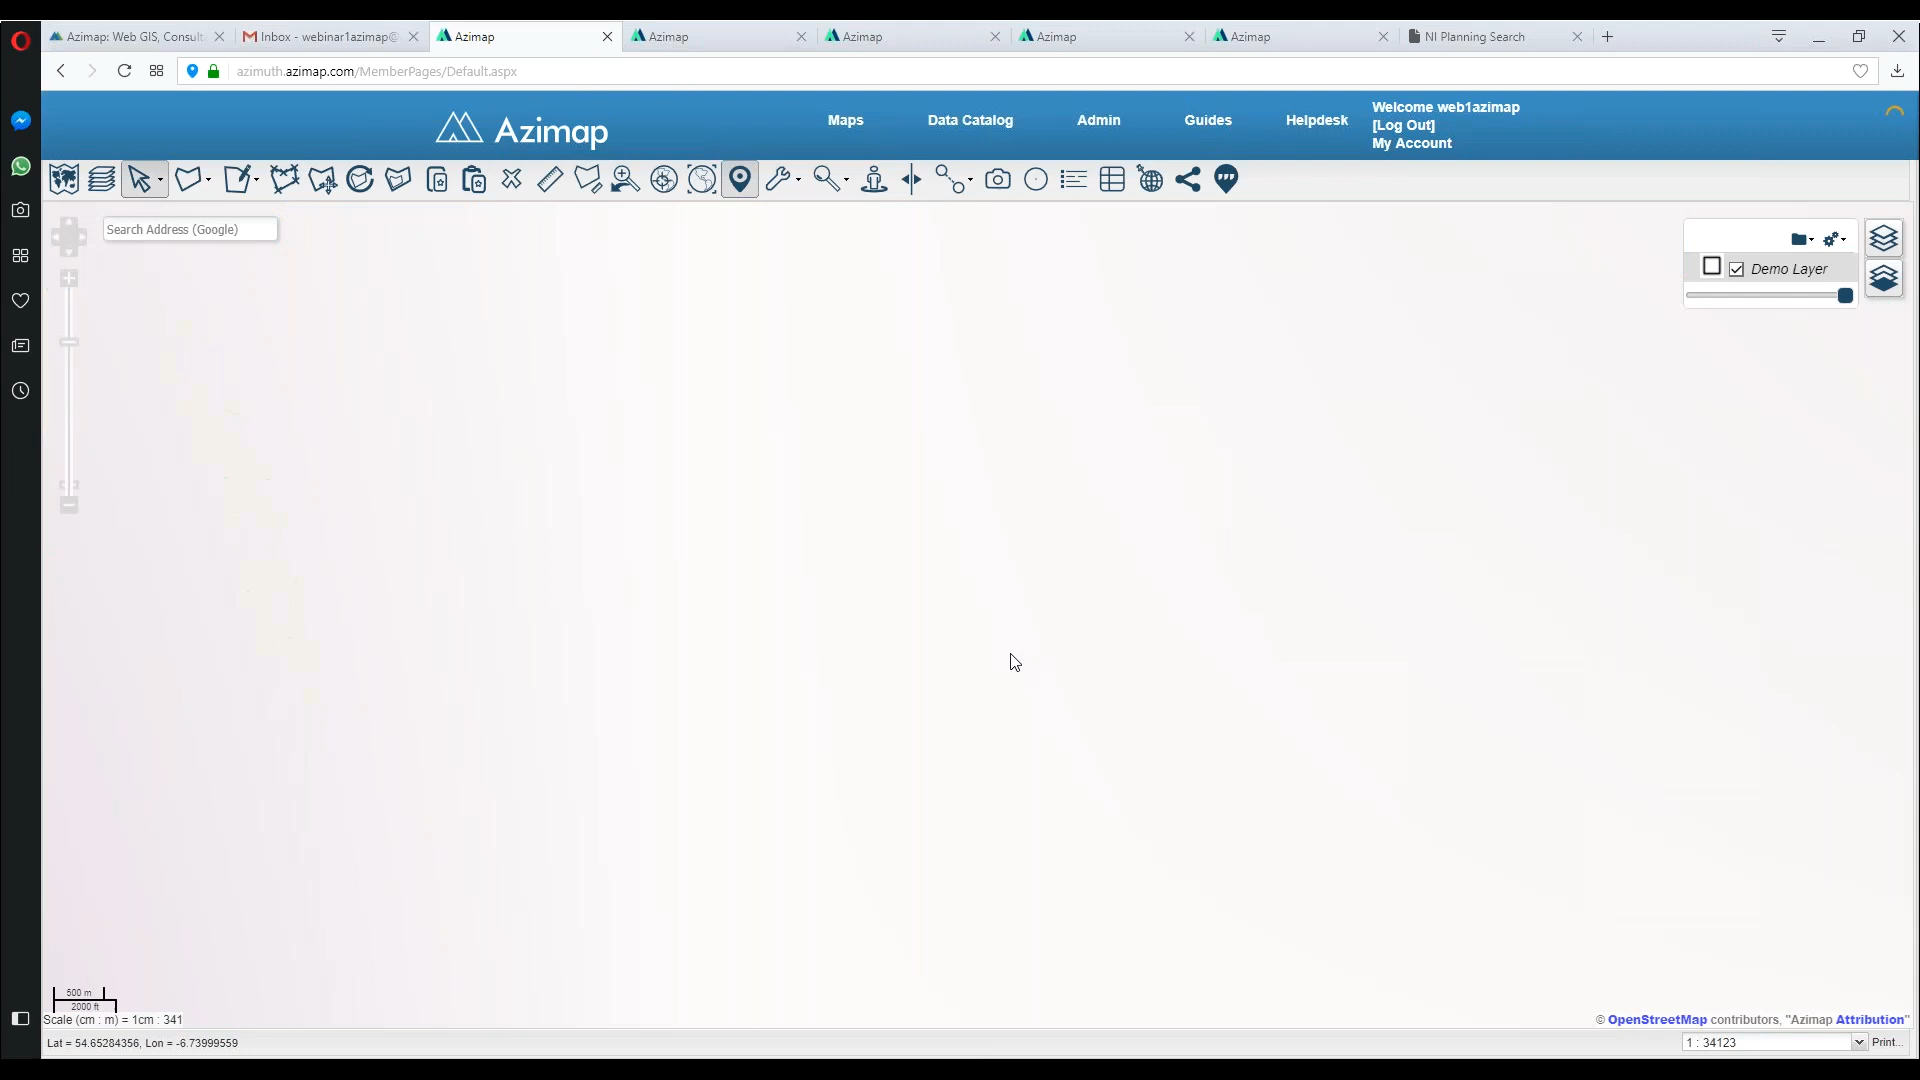 Azimap: Web GIS, Consult
Inbox - webinar1azimap@
Azimap
Azimap
Azimap
Azimap
Azimap
NI Planning Search
azimuth.azimap.com/MemberPages/Default.aspx
Azimap
Maps
Data Catalog
Admin
Guides
Helpdesk
Welcome web1azimap
[Log Out]
My Account
Search Address (Google)
Demo Layer
500 m
2000 ft
Scale (cm : m) = 1cm : 341
© OpenStreetMap contributors, "Azimap Attribution"
Lat = 54.65284356, Lon = -6.73999559
1 : 34123
Print...